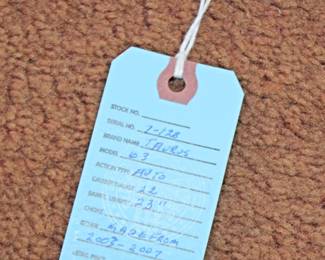 STOCK NO.
SERIAL NO. 7-128
BRAND NAME TAURUS
MODEL 63
ACTION TYPE AUTO
CALIBER/GAUGE 22
BARREL LENGTH 23"
CHOKE
OTHER MADE FROM
2003-2007